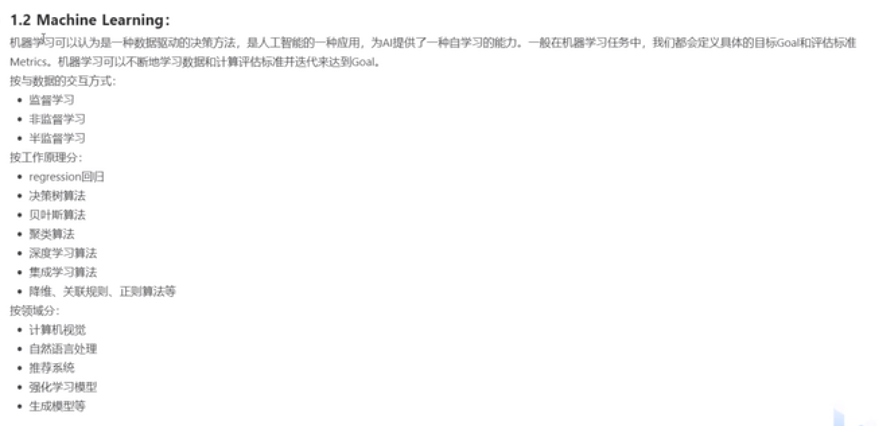 1.2 Machine Learning：
机器学习可以认为是一种数据驱动的决策方法，是人工智能的一种应用，为AI提供了一种自学习的能力。一般在机器学习任务中，我们都会定义具体的目标Goal和评估标准
Metrics。机器学习可以不断地学习数据和计算评估标准并迭代来达到Goal。
按与数据的交互方式：
• 监督学习
• 非监督学习
• 半监督学习
按工作原理分：
• regression回归
• 决策树算法
• 贝叶斯算法
• 聚类算法
• 深度学习算法
• 集成学习算法
• 降维、关联规则、正则算法等
按领域分：
• 计算机视觉
• 自然语言处理
• 推荐系统
• 强化学习模型
• 生成模型等